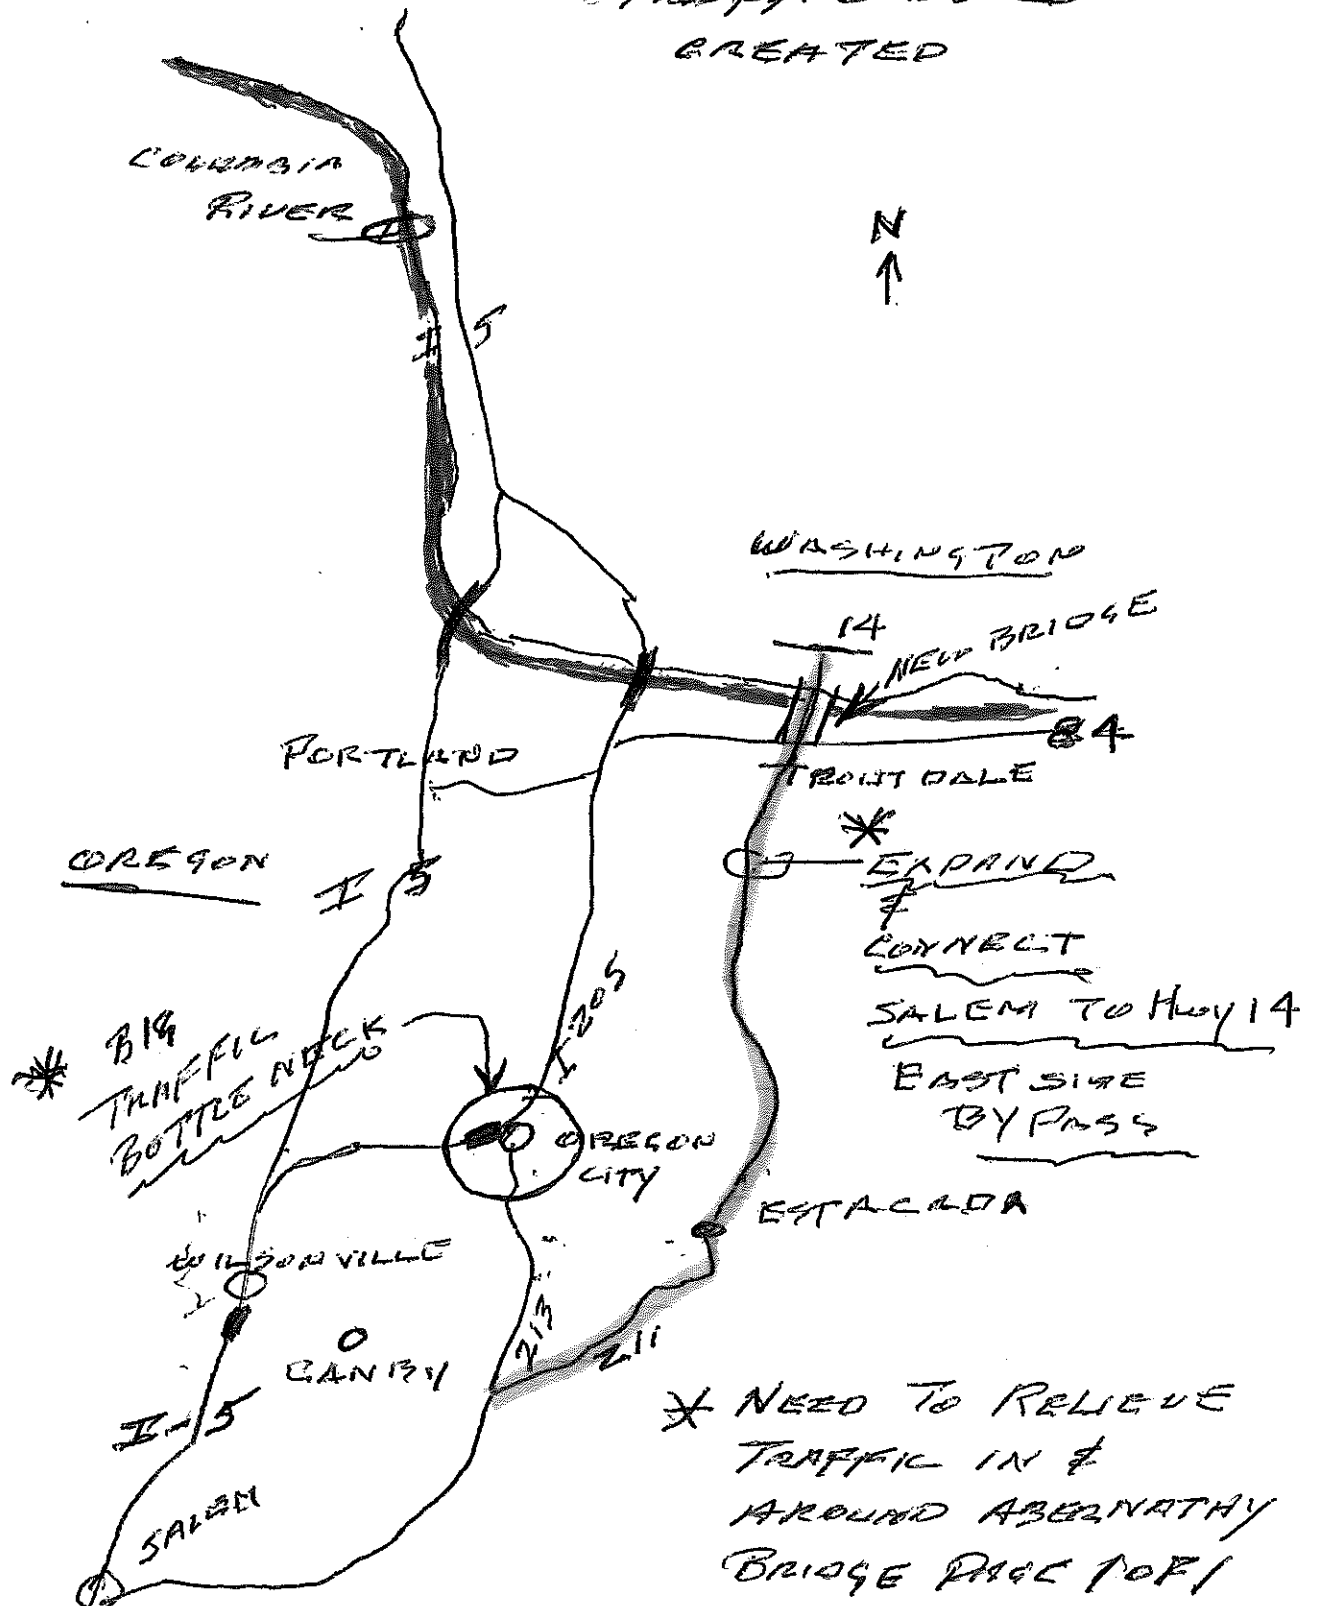 CREATED
COLUMBIA
RIVER
N
I 5
WASHINGTON
14
NEW BRIDGE
84
PORTLAND
TROUTDALE
OREGON
I 5
* EXPAND
&
CONNECT
SALEM TO Hwy 14
EAST SIDE
BYPASS
I-205
* BIG
TRAFFIC
BOTTLE NECK
OREGON
CITY
ESTACADA
WILSONVILLE
CANBY
213
211
I-5
SALEM
* NEED TO RELIEVE
TRAFFIC IN &
AROUND ABERNATHY
BRIDGE PAGE 1 OF 1